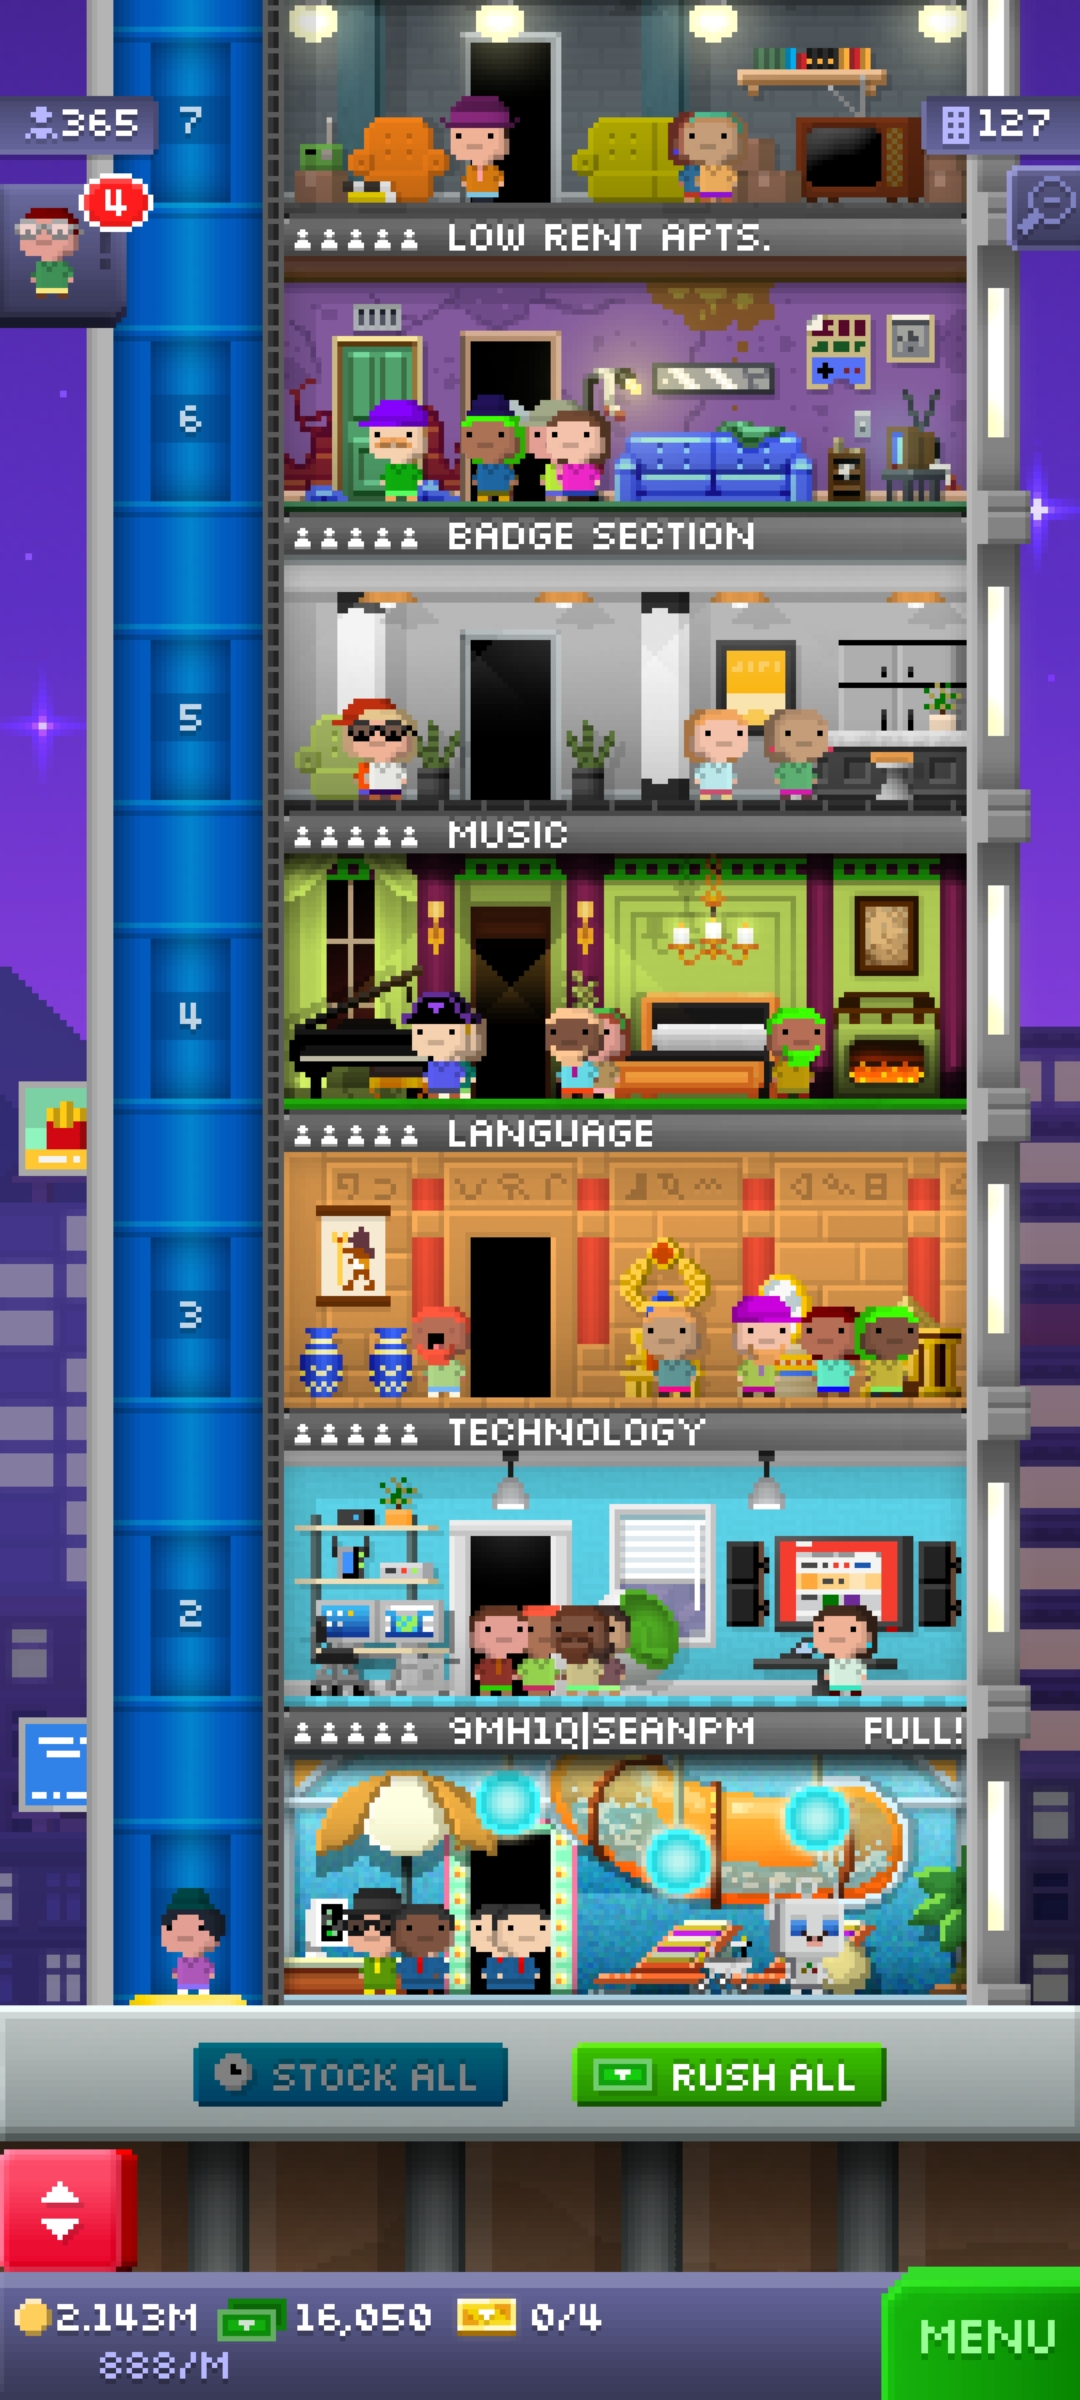 365
7
127
4
LOW RENT APTS.
6
BADGE SECTION
5
MUSIC
4
LANGUAGE
3
TECHNOLOGY
2
9MH1Q|SEANPM FULL!
STOCK ALL
RUSH ALL
2.143M 16,050 0/4
888/M
MENU